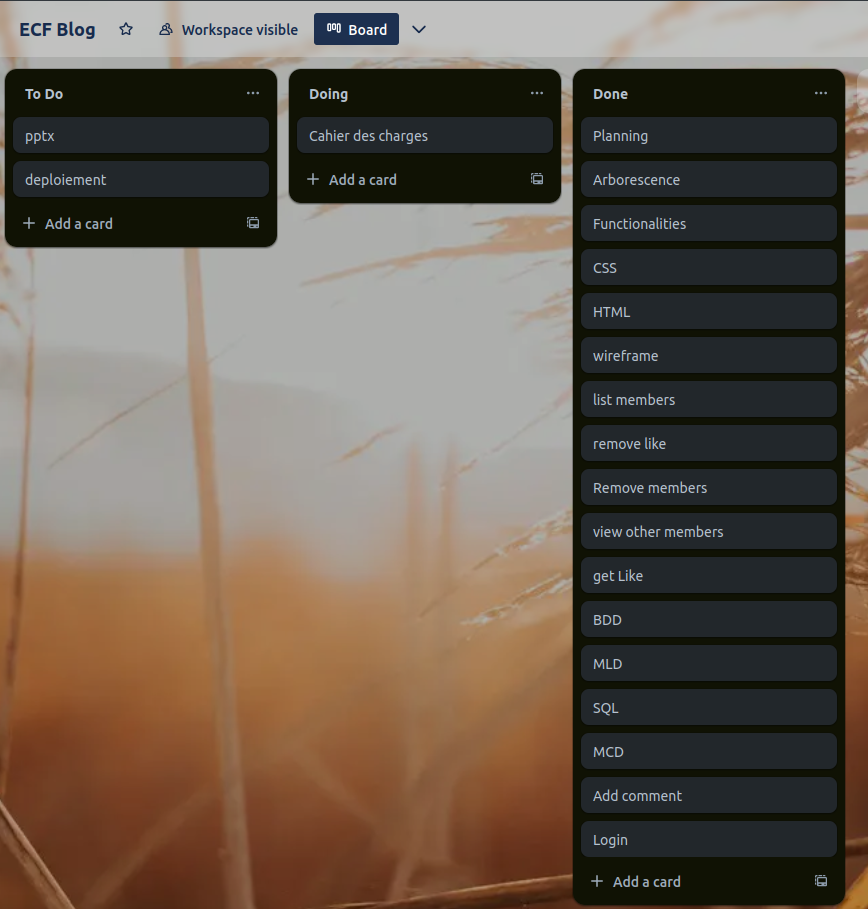 ECF Blog
Workspace visible
Board
To Do
pptx
deploiement
Add a card
Doing
Cahier des charges
Add a card
Done
Planning
Arborescence
Functionalities
CSS
HTML
wireframe
list members
remove like
Remove members
view other members
get Like
BDD
MLD
SQL
MCD
Add comment
Login
Add a card